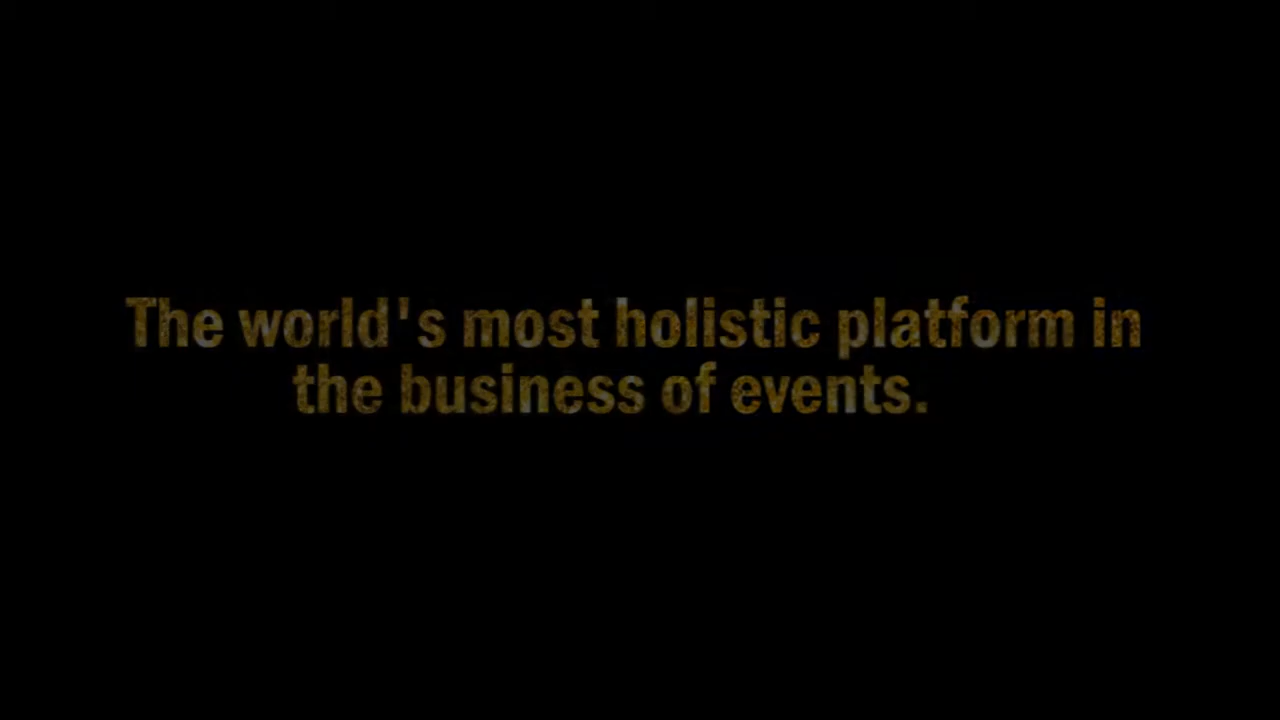 The world's most holistic platform in
the business of events.